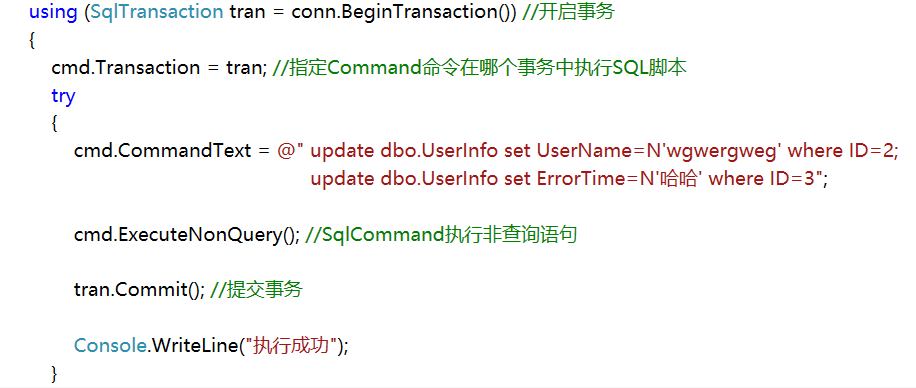 using (SqlTransaction tran = conn.BeginTransaction()) //开启事务
{
cmd.Transaction = tran; //指定Command命令在哪个事务中执行SQL脚本
try
{
cmd.CommandText = @" update dbo.UserInfo set UserName=N'wgwergweg' where ID=2;
update dbo.UserInfo set ErrorTime=N'哈哈' where ID=3";
cmd.ExecuteNonQuery(); //SqlCommand执行非查询语句
tran.Commit(); //提交事务
Console.WriteLine("执行成功");
}